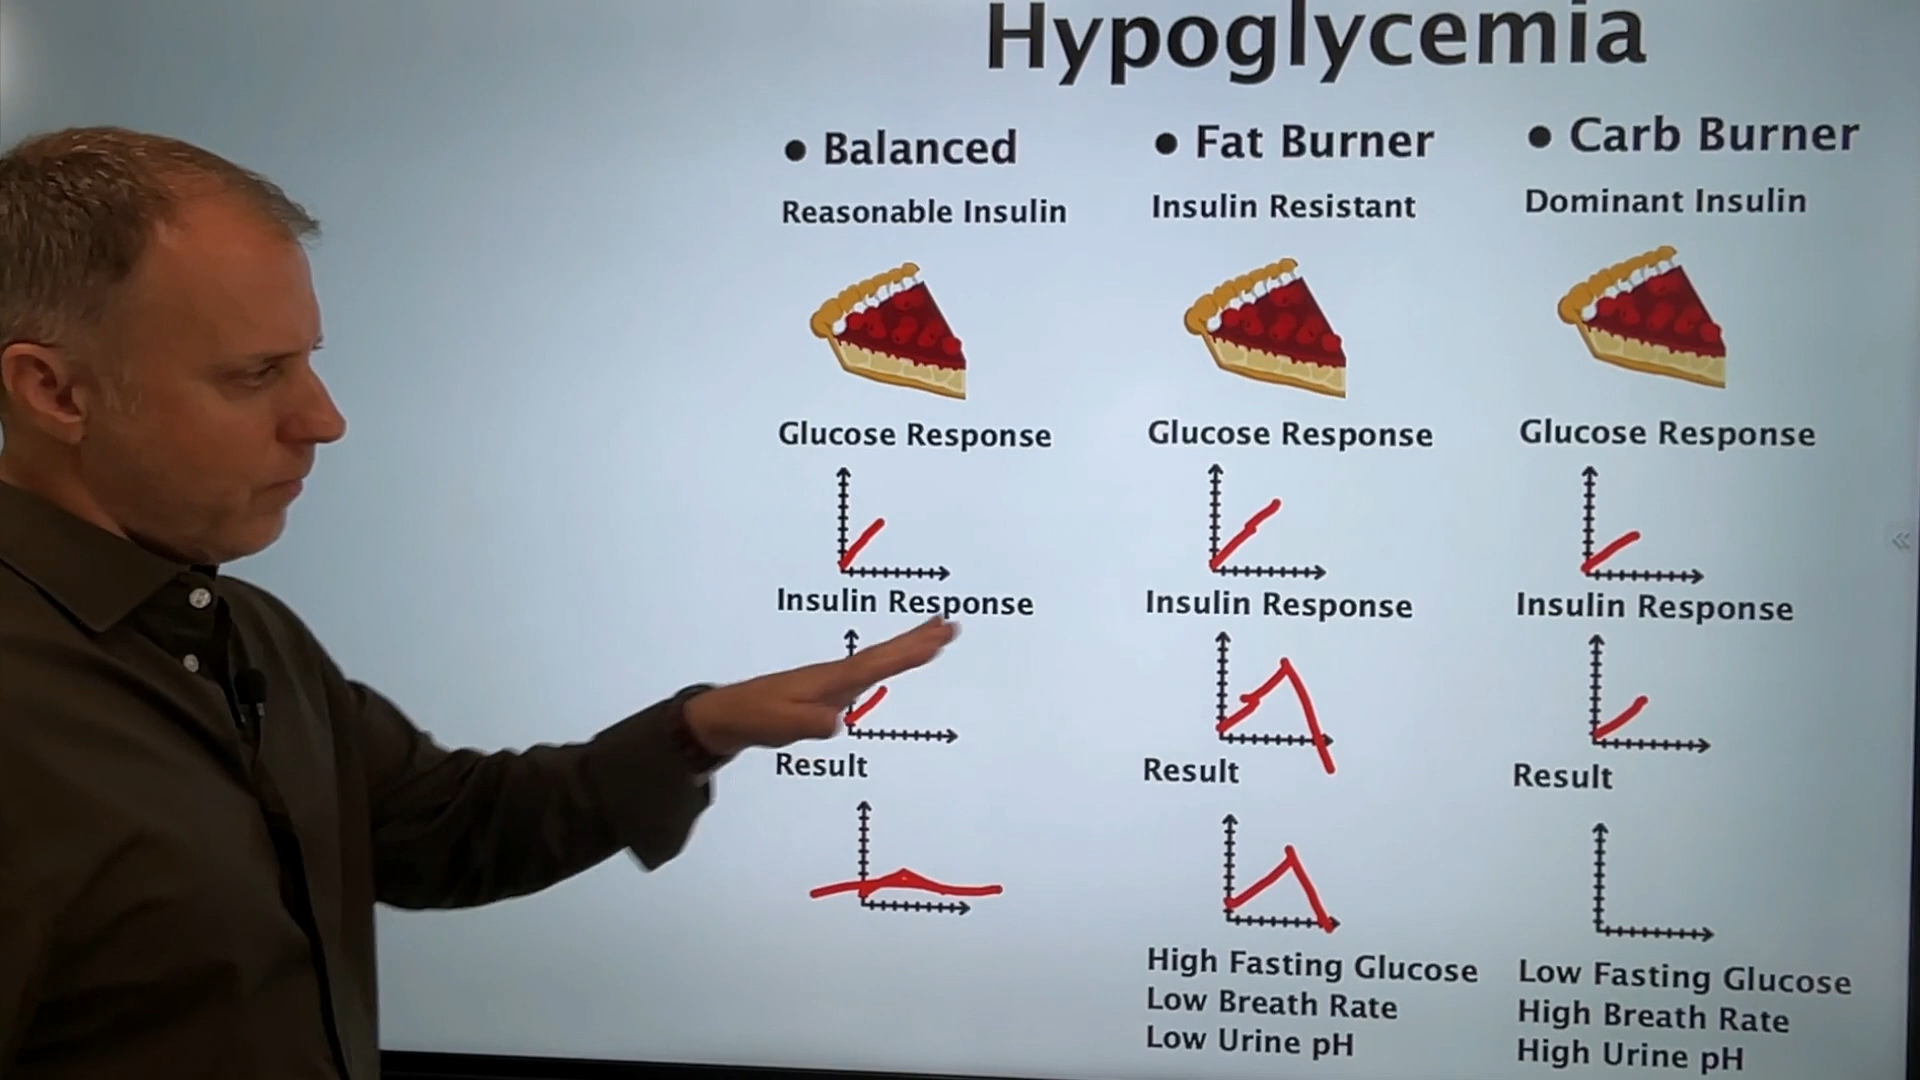 Hypoglycemia
• Balanced
Reasonable Insulin
Glucose Response
Insulin Response
Result
• Fat Burner
Insulin Resistant
Glucose Response
Insulin Response
Result
High Fasting Glucose
Low Breath Rate
Low Urine pH
• Carb Burner
Dominant Insulin
Glucose Response
Insulin Response
Result
Low Fasting Glucose
High Breath Rate
High Urine pH